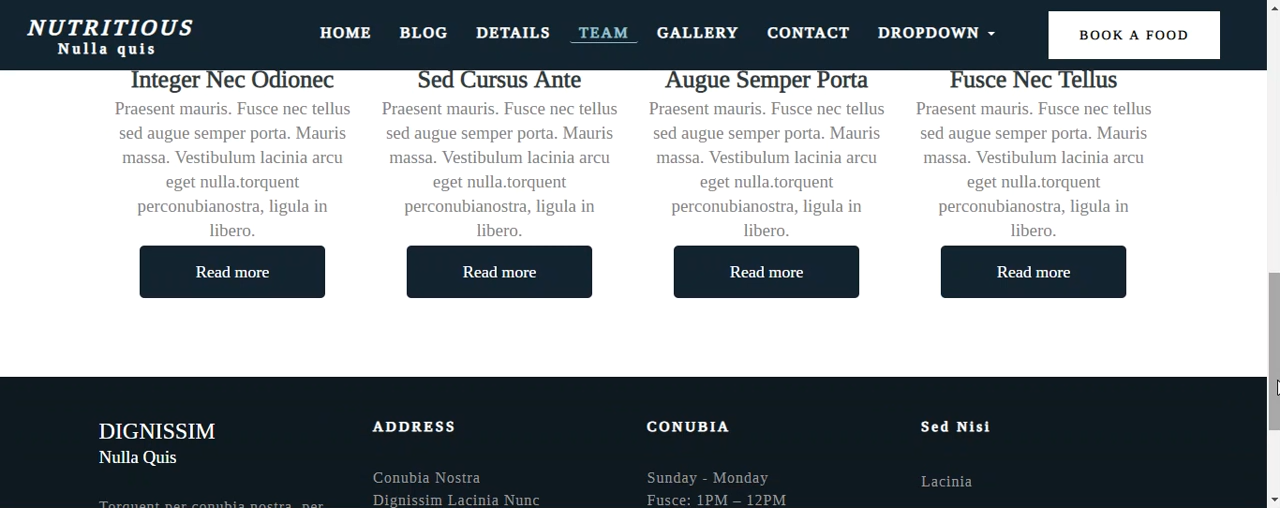 NUTRITIOUS
Nulla quis
HOME BLOG DETAILS TEAM GALLERY CONTACT DROPDOWN
BOOK A FOOD
Integer Nec Odionec
Praesent mauris. Fusce nec tellus
sed augue semper porta. Mauris
massa. Vestibulum lacinia arcu
eget nulla.torquent
perconubianostra, ligula in
libero.
Read more
Sed Cursus Ante
Praesent mauris. Fusce nec tellus
sed augue semper porta. Mauris
massa. Vestibulum lacinia arcu
eget nulla.torquent
perconubianostra, ligula in
libero.
Read more
Augue Semper Porta
Praesent mauris. Fusce nec tellus
sed augue semper porta. Mauris
massa. Vestibulum lacinia arcu
eget nulla.torquent
perconubianostra, ligula in
libero.
Read more
Fusce Nec Tellus
Praesent mauris. Fusce nec tellus
sed augue semper porta. Mauris
massa. Vestibulum lacinia arcu
eget nulla.torquent
perconubianostra, ligula in
libero.
Read more
DIGNISSIM
Nulla Quis
Torquent per conubia nostra, per
ADDRESS
Conubia Nostra
Dignissim Lacinia Nunc
CONUBIA
Sunday - Monday
Fusce: 1PM – 12PM
Sed Nisi
Lacinia